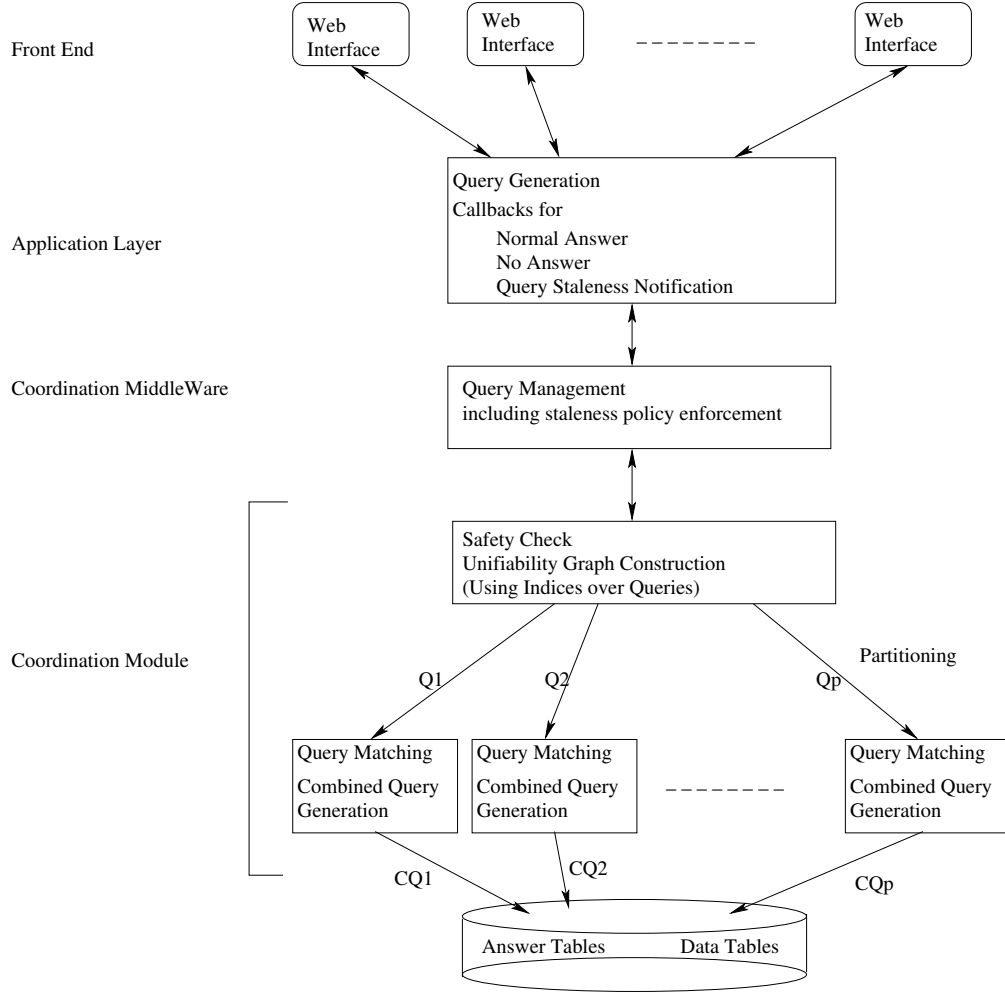 Front End
Web
Interface
Web
Interface
Web
Interface
Application Layer
Query Generation
Callbacks for
Normal Answer
No Answer
Query Staleness Notification
Coordination MiddleWare
Query Management
including staleness policy enforcement
Coordination Module
Safety Check
Unifiability Graph Construction
(Using Indices over Queries)
Partitioning
Q1
Q2
Qp
Query Matching
Combined Query
Generation
Query Matching
Combined Query
Generation
Query Matching
Combined Query
Generation
CQ1
CQ2
CQp
Answer Tables
Data Tables